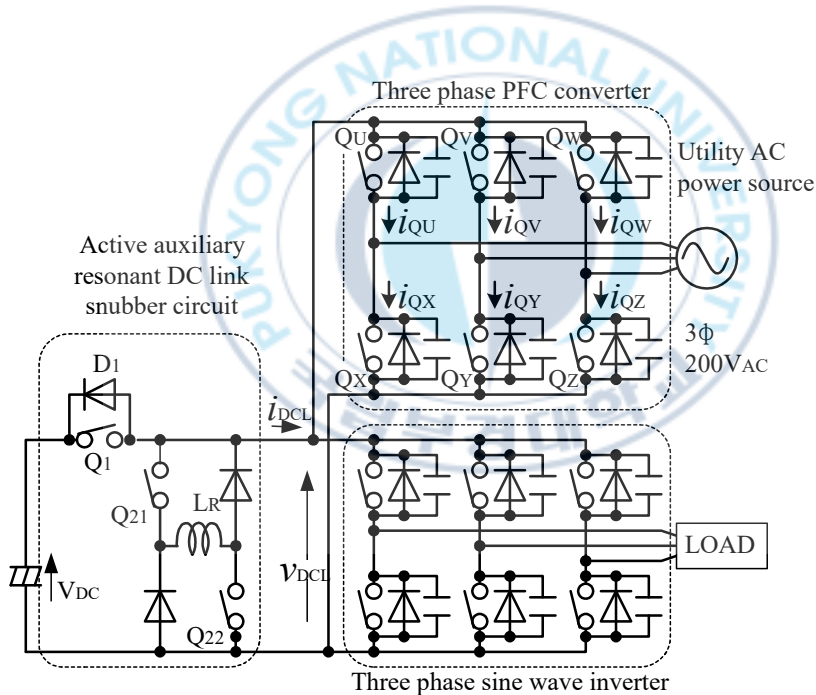 PUKYONG NATIONAL UNIVERSITY
Three phase PFC converter
QU
QV
QW
Utility AC
power source
iQU
iQV
iQW
Active auxiliary
resonant DC link
snubber circuit
iQX
iQY
iQZ
3ϕ
200VAC
QX
QY
QZ
D1
iDCL
Q1
Q21
LR
VDC
vDCL
Q22
LOAD
Three phase sine wave inverter